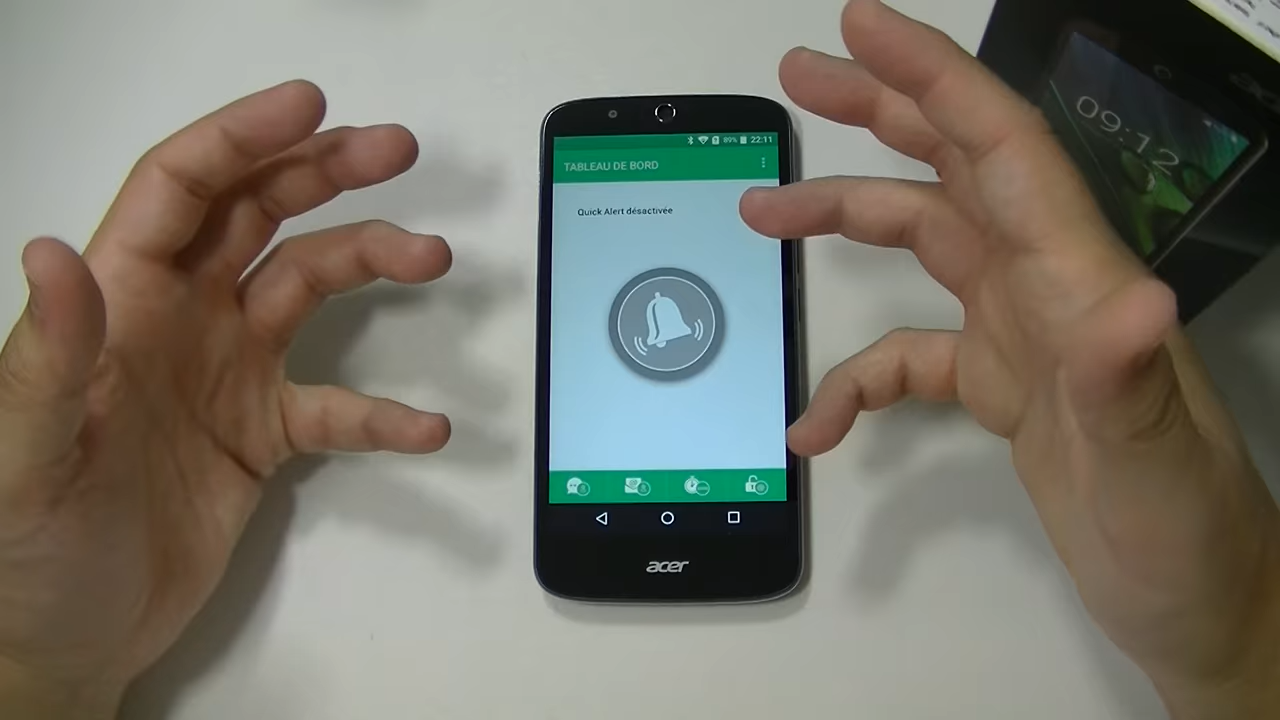 89% 22:11
TABLEAU DE BORD
Quick Alert désactivée
acer
09:12